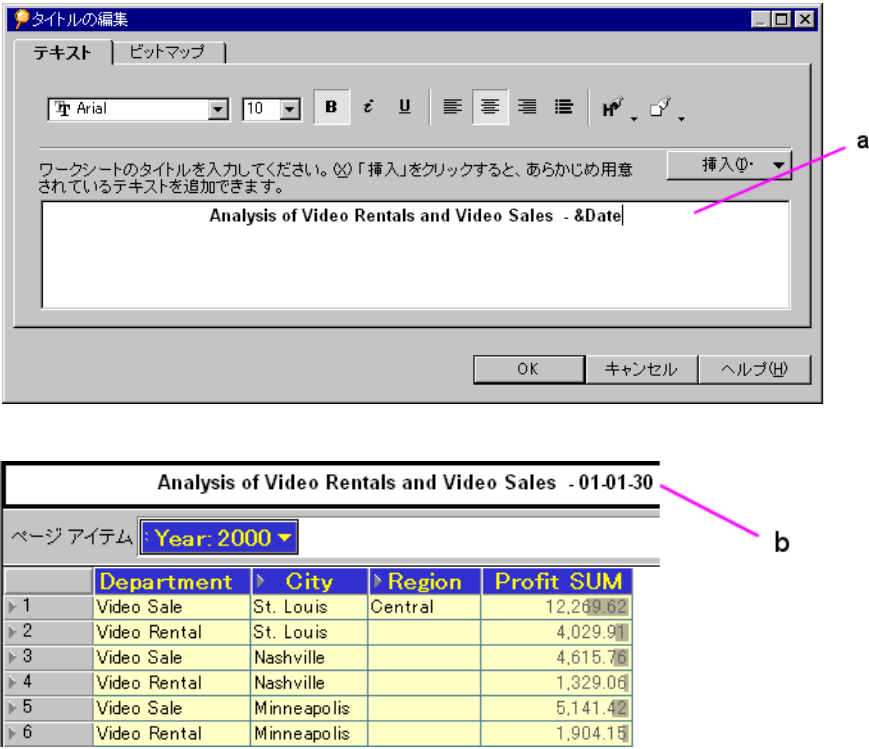 タイトルの編集
テキスト ビットマップ
Arial 10 B i U
a
ワークシートのタイトルを入力してください。(X)「挿入」をクリックすると、あらかじめ用意
されているテキストを追加できます。
挿入(I)·
Analysis of Video Rentals and Video Sales - &Date
OK キャンセル ヘルプ(H)
Analysis of Video Rentals and Video Sales - 01-01-30
b
ページ アイテム Year: 2000
Department City Region Profit SUM
1 Video Sale St. Louis Central 12,269.62
2 Video Rental St. Louis 4,029.91
3 Video Sale Nashville 4,615.76
4 Video Rental Nashville 1,329.06
5 Video Sale Minneapolis 5,141.42
6 Video Rental Minneapolis 1,904.15